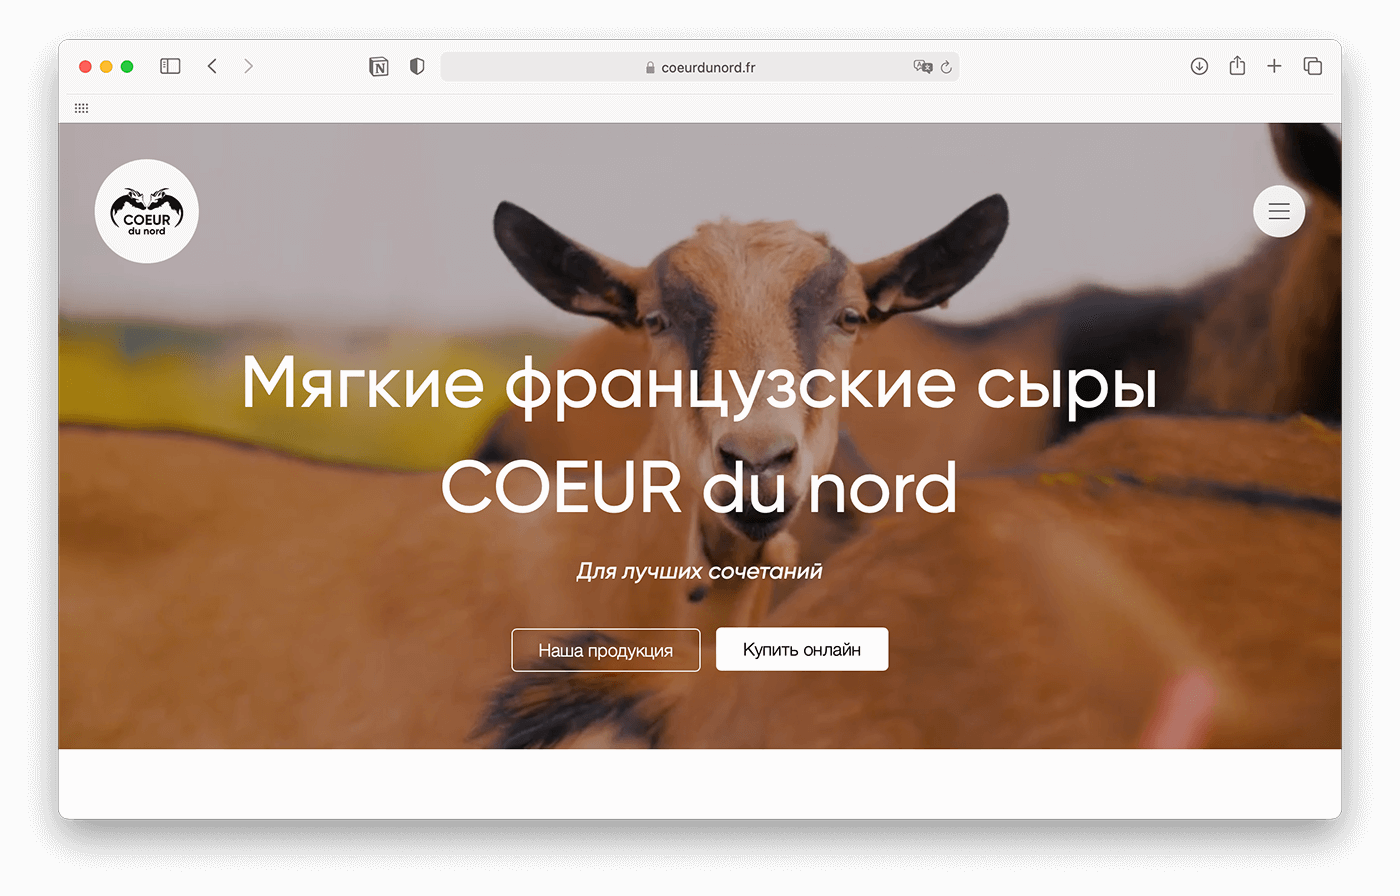 coeurdunord.fr
COEUR
du nord
Мягкие французские сыры
COEUR du nord
Для лучших сочетаний
Наша продукция
Купить онлайн